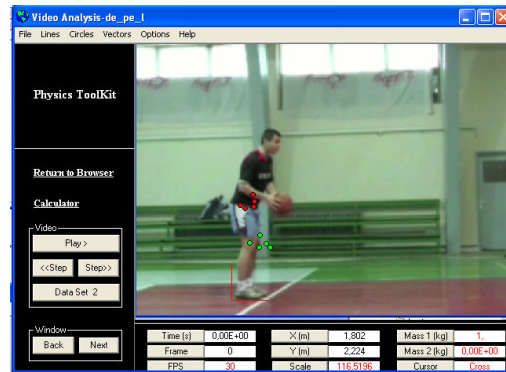 Video Analysis-de_pe_l
File Lines Circles Vectors Options Help
Physics ToolKit
Return to Browser
Calculator
Video
Play >
<<Step Step>>
Data Set 2
Window
Back Next
Time (s) 0,00E+00 X (m) 1,802 Mass 1 (kg) 1,
Frame 0 Y (m) 2,224 Mass 2 (kg) 0,00E+00
FPS 30 Scale 116,5196 Cursor Cross